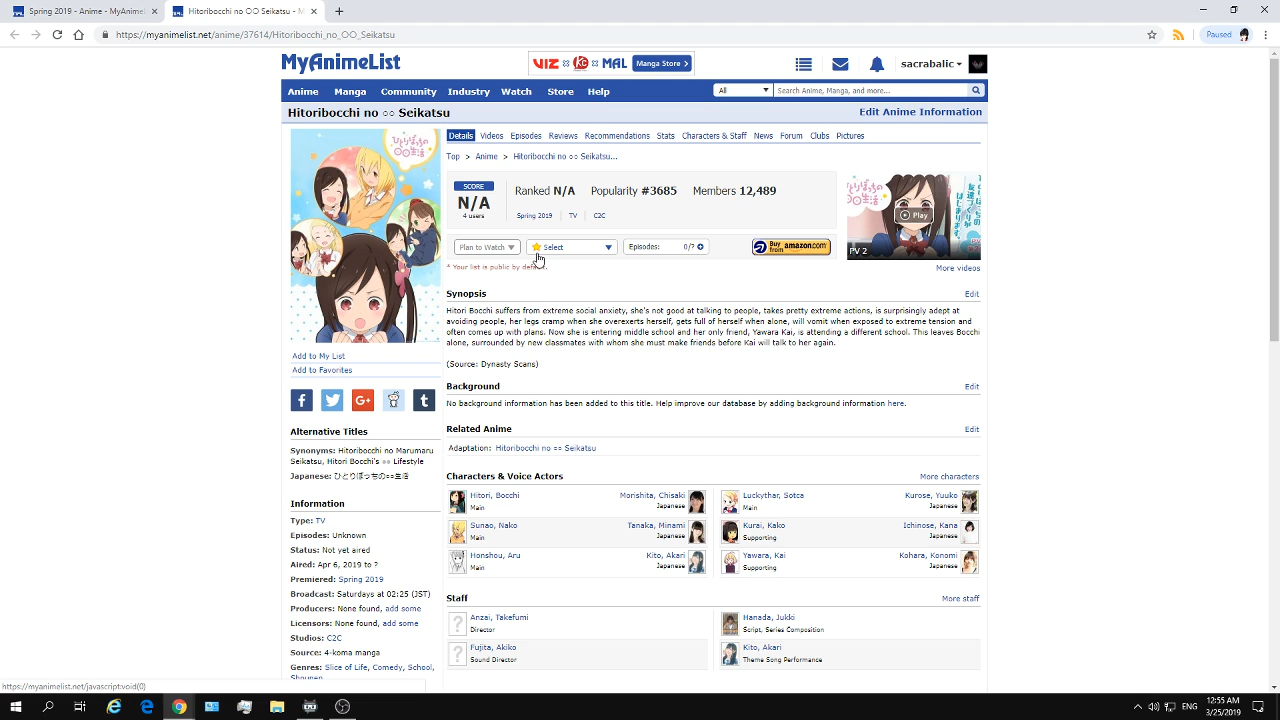 Spring 2019 - Anime - MyAnimeL
Hitoribocchi no ○○ Seikatsu - M
https://myanimelist.net/anime/37614/Hitoribocchi_no_○○_Seikatsu
Paused
MyAnimeList
VIZ MAL Manga Store
sacrabalic
Anime Manga Community Industry Watch Store Help
All
Search Anime, Manga, and more...
Hitoribocchi no ○○ Seikatsu
Edit Anime Information
Details Videos Episodes Reviews Recommendations Stats Characters & Staff News Forum Clubs Pictures
Top > Anime > Hitoribocchi no ○○ Seikatsu...
SCORE
N/A
4 users
Ranked N/A Popularity #3685 Members 12,489
Spring 2019 | TV | C2C
Plan to Watch
Select
Episodes: 0/?
Buy from amazon.com
Play
PV 2
More videos
Synopsis
Edit
Hitori Bocchi suffers from extreme social anxiety, she's not good at talking to people, takes pretty extreme actions, is surprisingly adept at
avoiding people, her legs cramp when she overexerts herself, gets full of herself when alone, will vomit when exposed to extreme tension and
often comes up with plans. Now she is entering middle school and her only friend, Yawara Kai, is attending a different school. This leaves Bocchi
alone, surrounded by new classmates with whom she must make friends before Kai will talk to her again.
(Source: Dynasty Scans)
Background
Edit
No background information has been added to this title. Help improve our database by adding background information here.
Related Anime
Edit
Adaptation: Hitoribocchi no ○○ Seikatsu
Characters & Voice Actors
More characters
Hitori, Bocchi
Main
Morishita, Chisaki
Japanese
Luckythar, Sotca
Main
Kurose, Yuuko
Japanese
Sunao, Nako
Main
Tanaka, Minami
Japanese
Kurai, Kako
Supporting
Ichinose, Kana
Japanese
Honshou, Aru
Main
Kito, Akari
Japanese
Yawara, Kai
Supporting
Kohara, Konomi
Japanese
Staff
More staff
Anzai, Takefumi
Director
Hanada, Jukki
Script, Series Composition
Fujita, Akiko
Sound Director
Kito, Akari
Theme Song Performance
ひとりぼっちの
○○生活
Add to My List
Add to Favorites
Alternative Titles
Synonyms: Hitoribocchi no Marumaru
Seikatsu, Hitori Bocchi's ○○ Lifestyle
Japanese: ひとりぼっちの○○生活
Information
Type: TV
Episodes: Unknown
Status: Not yet aired
Aired: Apr 6, 2019 to ?
Premiered: Spring 2019
Broadcast: Saturdays at 02:25 (JST)
Producers: None found, add some
Licensors: None found, add some
Studios: C2C
Source: 4-koma manga
Genres: Slice of Life, Comedy, School,
Shounen
https://myanimelist.net/javascript:void(0)
ENG
12:55 AM
3/25/2019